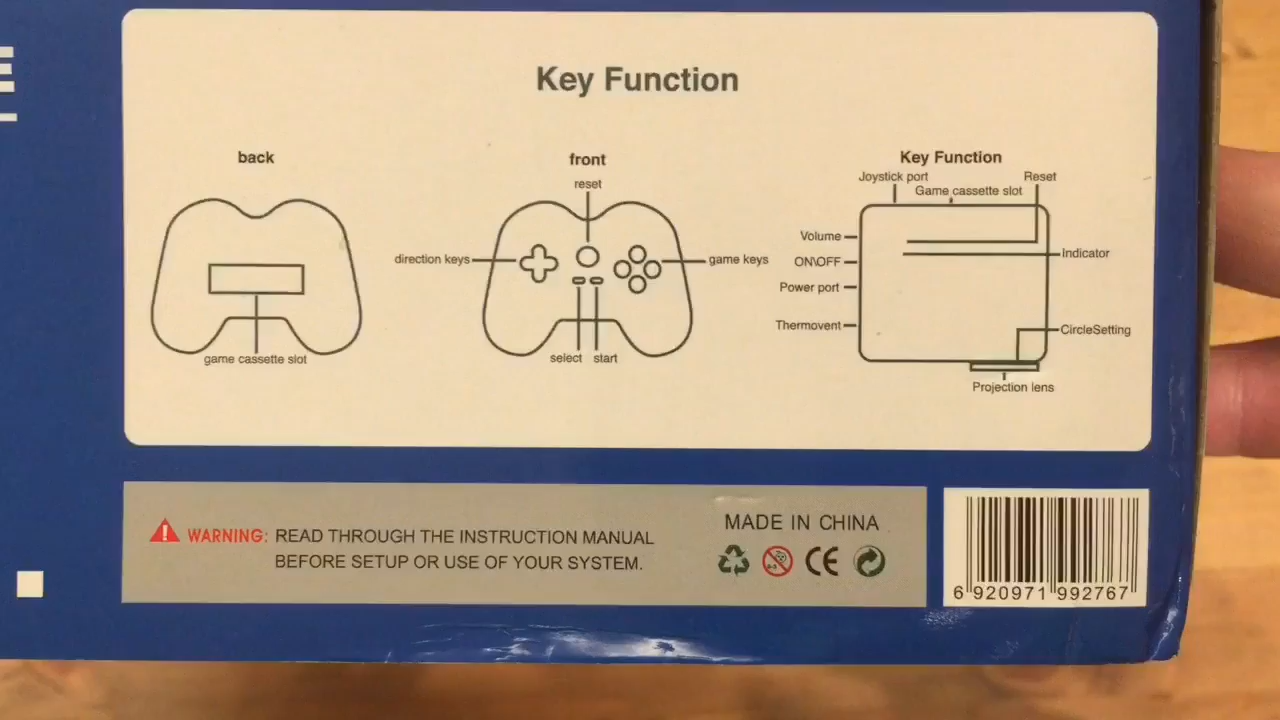 E
Key Function
back
game cassette slot
front
reset
direction keys
game keys
select start
Key Function
Joystick port
Game cassette slot
Reset
Volume
ON\OFF
Power port
Thermovent
Indicator
CircleSetting
Projection lens
WARNING: READ THROUGH THE INSTRUCTION MANUAL
BEFORE SETUP OR USE OF YOUR SYSTEM.
MADE IN CHINA
0-3 CE
6 920971 992767